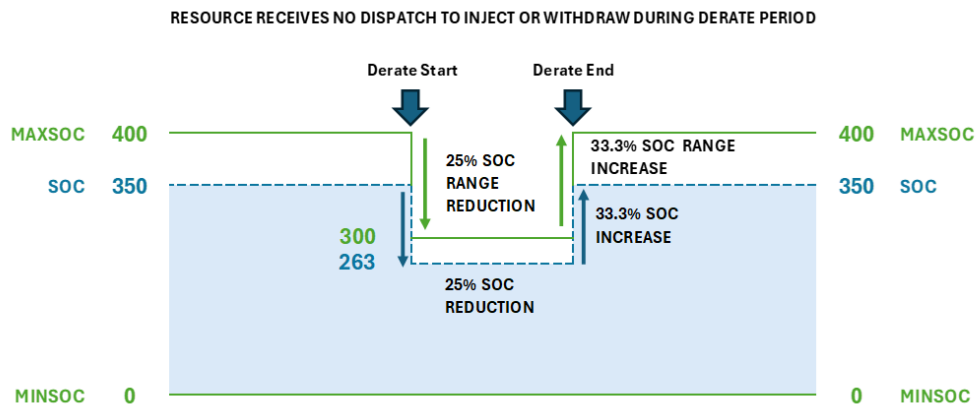 RESOURCE RECEIVES NO DISPATCH TO INJECT OR WITHDRAW DURING DERATE PERIOD
Derate Start
Derate End
MAXSOC 400
400 MAXSOC
25% SOC
RANGE
REDUCTION
33.3% SOC RANGE
INCREASE
SOC 350
350 SOC
33.3% SOC
INCREASE
300
263
25% SOC
REDUCTION
MINSOC 0
0 MINSOC